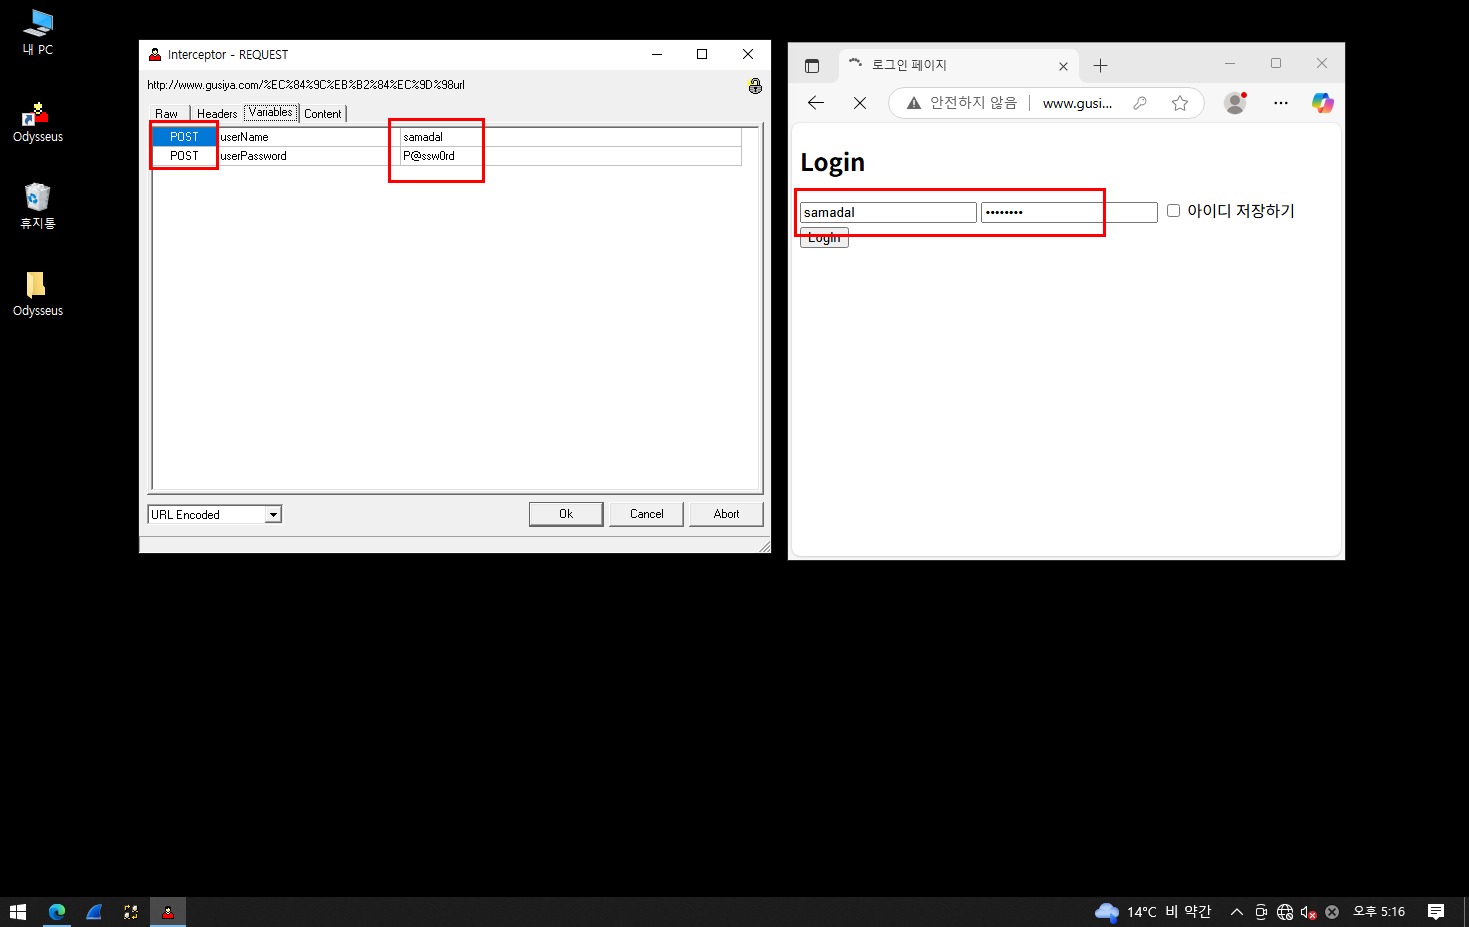 내 PC
Odysseus
휴지통
Odysseus
Interceptor - REQUEST
http://www.gusiya.com/%EC%84%9C%EB%B2%84%EC%9D%98url
Raw Headers Variables Content
POST userName samadal
POST userPassword P@ssw0rd
URL Encoded
Ok Cancel Abort
로그인 페이지
안전하지 않음 www.gusi...
Login
samadal •••••••• 아이디 저장하기
Login
14°C 비 약간
오후 5:16